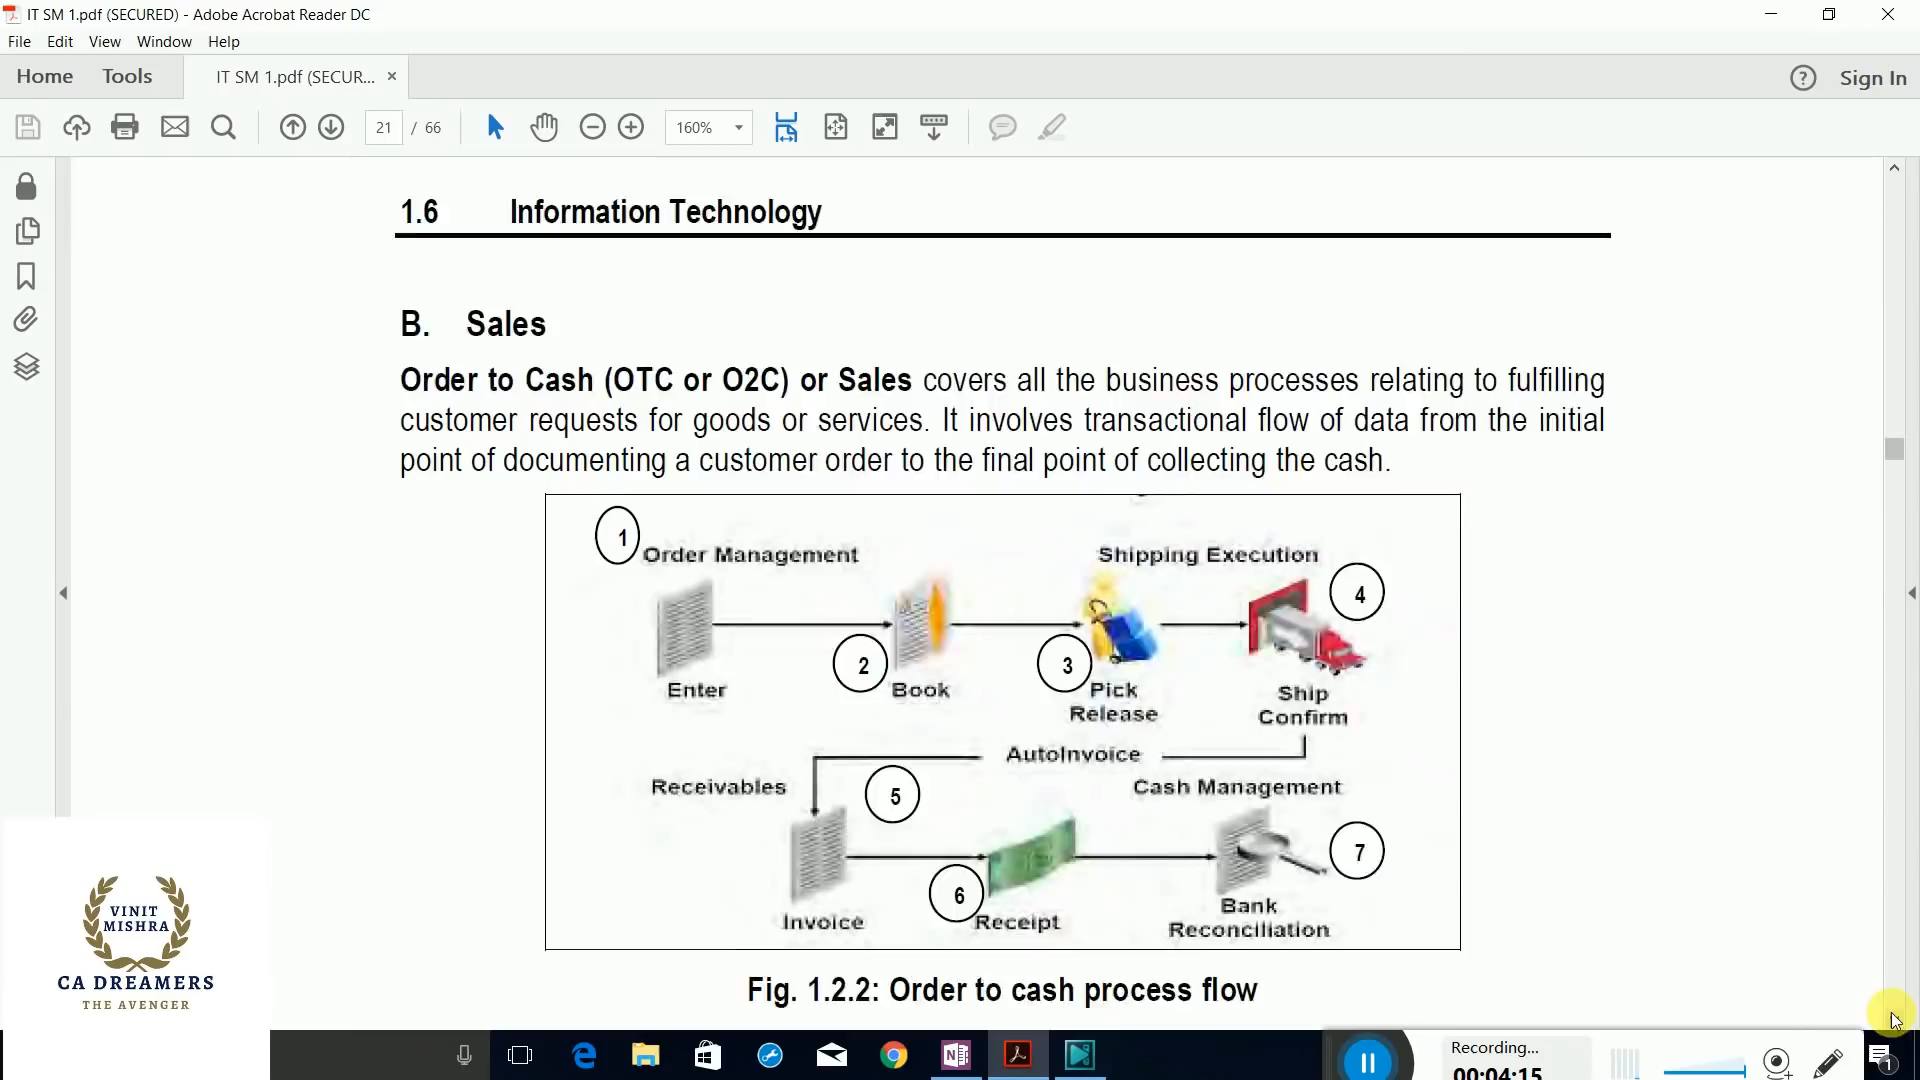 IT SM 1.pdf (SECURED) - Adobe Acrobat Reader DC
File Edit View Window Help
Home Tools IT SM 1.pdf (SECUR... × ? Sign In
21 / 66 160%
1.6 Information Technology
B. Sales
Order to Cash (OTC or O2C) or Sales covers all the business processes relating to fulfilling
customer requests for goods or services. It involves transactional flow of data from the initial
point of documenting a customer order to the final point of collecting the cash.
1 Order Management Shipping Execution
4
2 3
Enter Book Pick Release Ship Confirm
AutoInvoice
Receivables 5 Cash Management
7
6
Invoice Receipt Bank Reconciliation
Fig. 1.2.2: Order to cash process flow
VINIT
MISHRA
CA DREAMERS
THE AVENGER
Recording...
00:04:15
1